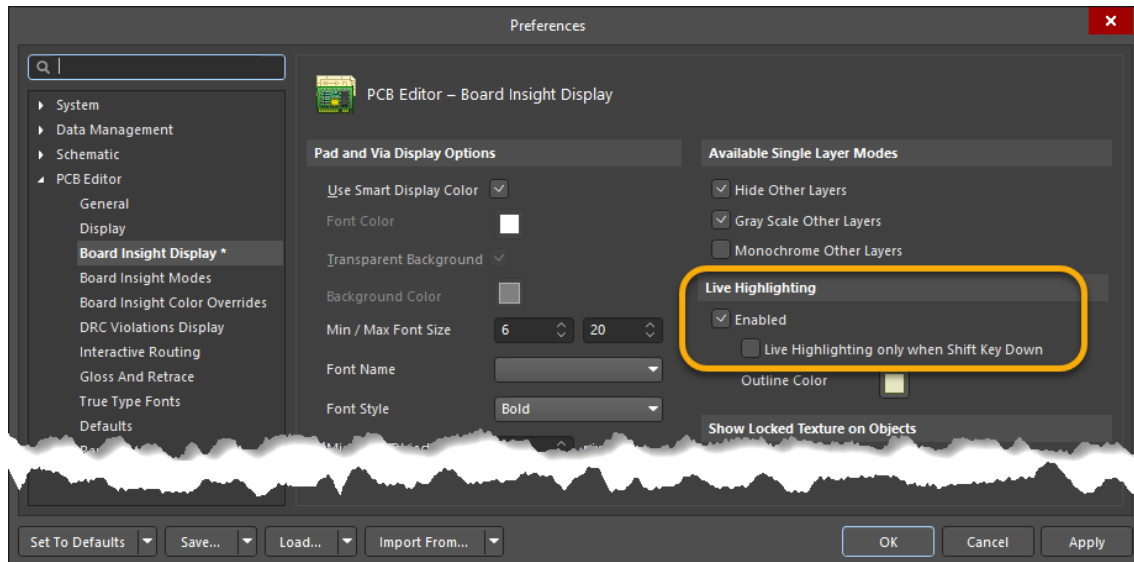 Preferences
System
Data Management
Schematic
PCB Editor
General
Display
Board Insight Display *
Board Insight Modes
Board Insight Color Overrides
DRC Violations Display
Interactive Routing
Gloss And Retrace
True Type Fonts
Defaults
PCB Editor – Board Insight Display
Pad and Via Display Options
Use Smart Display Color
Font Color
Transparent Background
Background Color
Min / Max Font Size 6 20
Font Name
Font Style Bold
Available Single Layer Modes
Hide Other Layers
Gray Scale Other Layers
Monochrome Other Layers
Live Highlighting
Enabled
Live Highlighting only when Shift Key Down
Outline Color
Show Locked Texture on Objects
Set To Defaults Save... Load... Import From... OK Cancel Apply